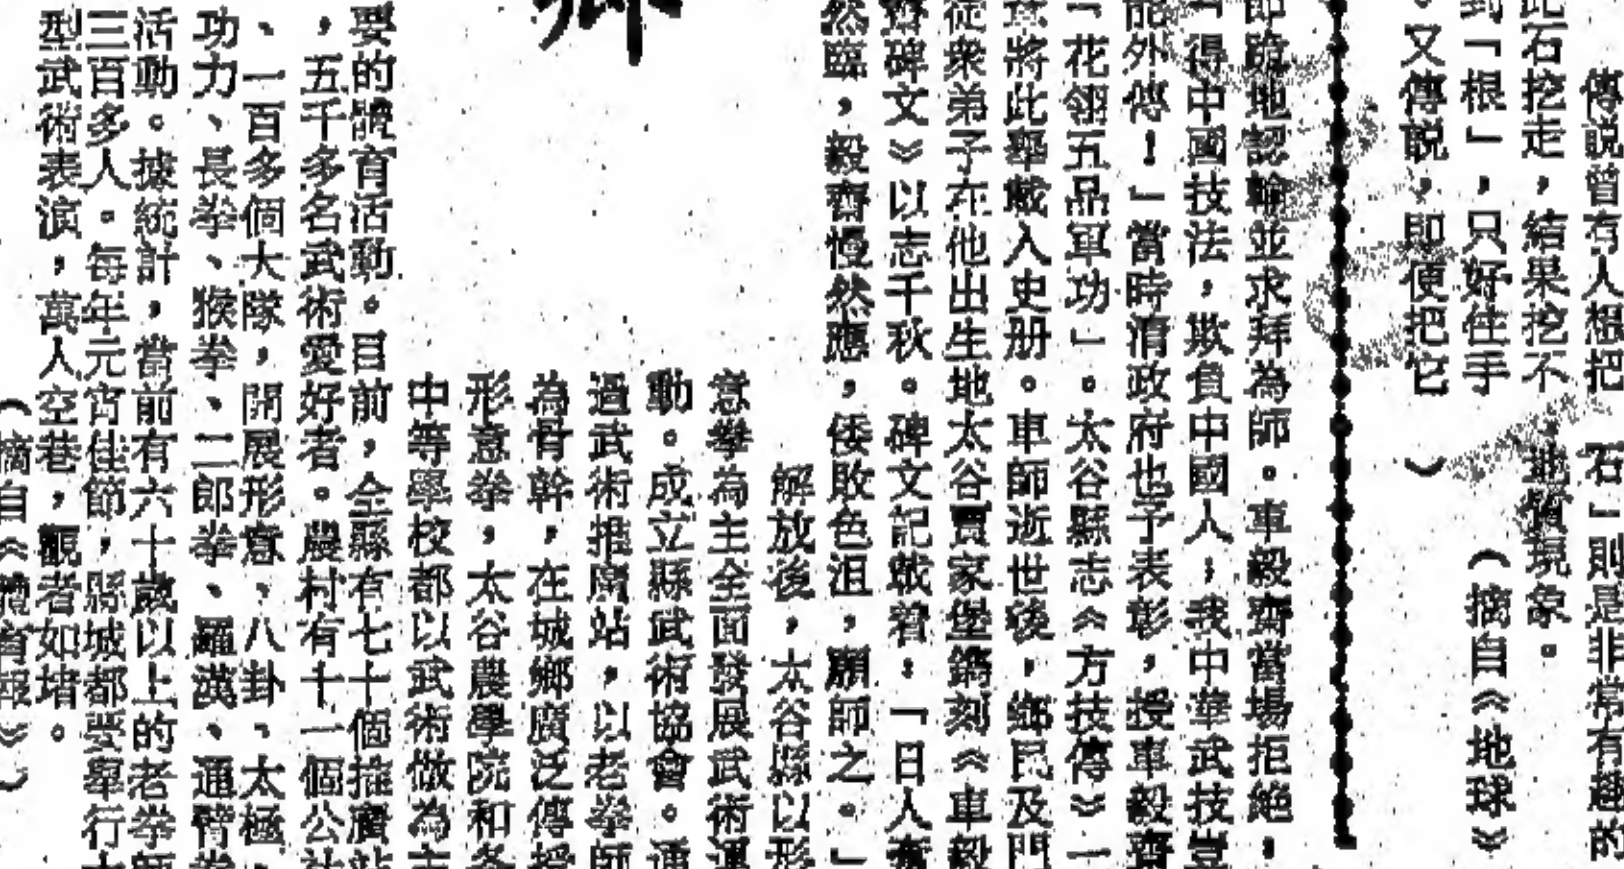 傳說曾有人想把
「石」則是非常有趣的
此石挖走，結果挖不
地質現象。
到「根」，只好住手
（摘自《地球》
。又傳説，即便把它
）
即跪地認輸並求拜為師。車毅齋當場拒絶：
「得中國技法，欺負中國人；我中華武技豈
能外傳！」當時清政府也予表彰，授車毅齋
「花翎五品軍功」。太谷縣志《方技傳》一
將此舉載入史册。車師逝世後，鄉民及門
從衆弟子在他出生地太谷賈家堡鐫刻《車毅
齋碑文》以志千秋。碑文記載着：「日人
然臨，毅齋慢然應，倭敗色沮，願師之。」
解放後，太谷縣以形
意拳為主全面發展武術運
動。成立縣武術協會。通
過武術推廣站，以老拳師
為骨幹，在城鄉廣泛傳授
形意拳，太谷農學院和各
中等學校都以武術做為主
鄉
要的體育活動。目前，全縣有七十個推廣站
，五千多名武術愛好者。農村有十一個公社
、一百多個大隊，開展形意、八卦、太極、
功力、長拳、猴拳、二郎拳、羅漢、通臂拳
活動。據統計，當前有六十歲以上的老拳師
三百多人。每年元宵佳節，縣城都要舉行大
型武術表演，萬人空巷，觀者如堵。
（摘自《體育報》）